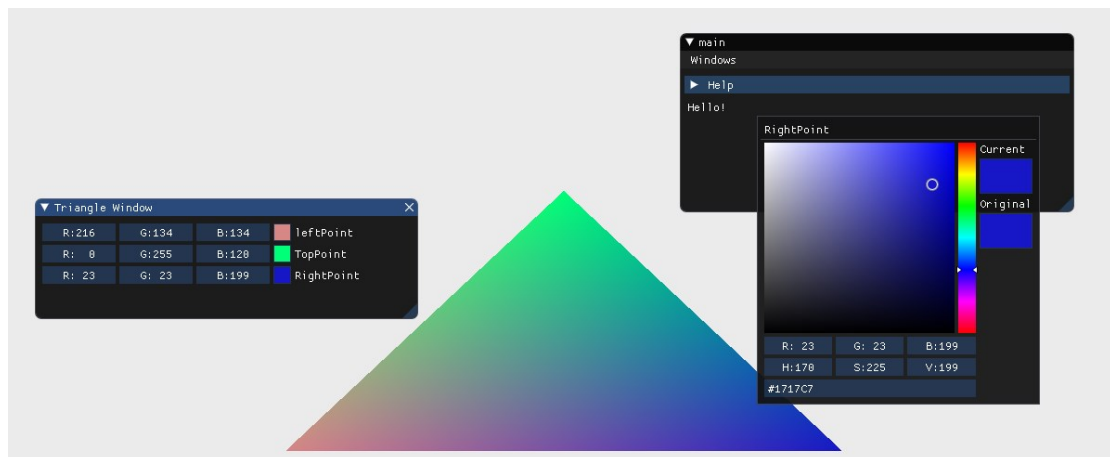 main
Windows
Help
Hello!
RightPoint
Current
Original
R: 23 G: 23 B:199
H:170 S:225 V:199
#1717C7
Triangle Window
R:216 G:134 B:134 leftPoint
R: 0 G:255 B:120 TopPoint
R: 23 G: 23 B:199 RightPoint